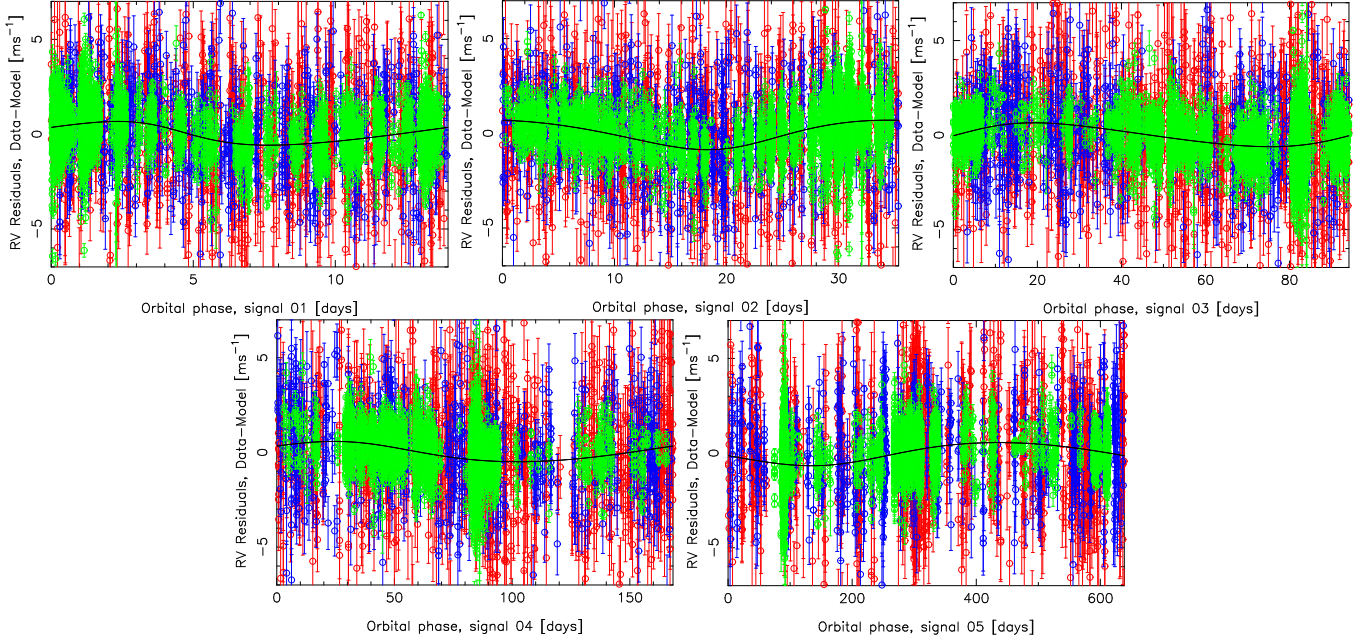 RV Residuals, Data−Model [ms⁻¹]
5
0
−5
0 5 10
Orbital phase, signal 01 [days]
RV Residuals, Data−Model [ms⁻¹]
5
0
−5
0 10 20 30
Orbital phase, signal 02 [days]
RV Residuals, Data−Model [ms⁻¹]
5
0
−5
0 20 40 60 80
Orbital phase, signal 03 [days]
RV Residuals, Data−Model [ms⁻¹]
5
0
−5
0 50 100 150
Orbital phase, signal 04 [days]
RV Residuals, Data−Model [ms⁻¹]
5
0
−5
0 200 400 600
Orbital phase, signal 05 [days]